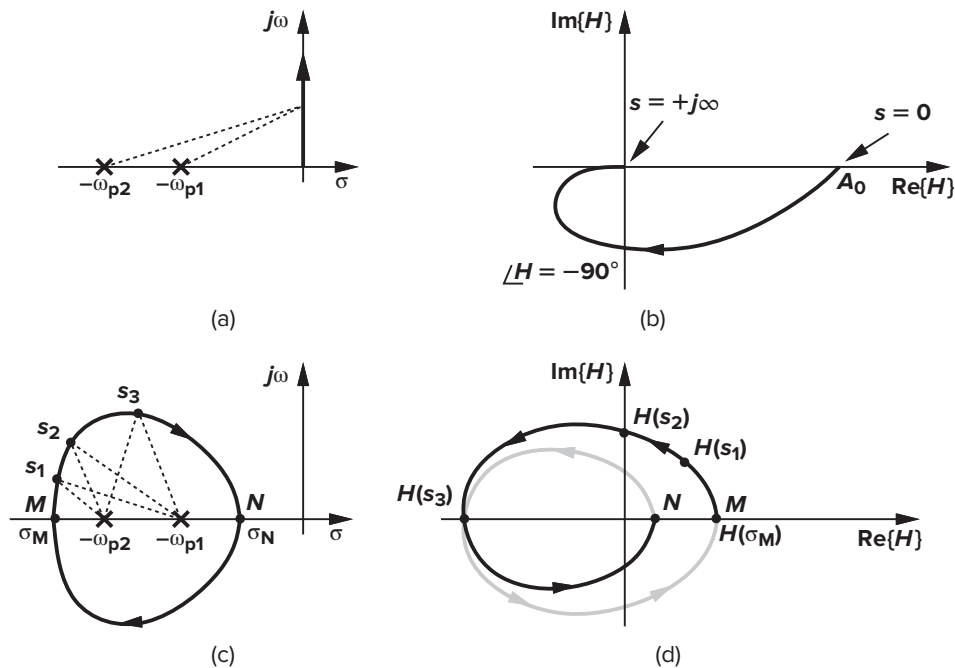 jω
σ
−ωp2
−ωp1
(a)
Im{H}
s = +j∞
s = 0
A0
Re{H}
∠H = −90°
(b)
jω
s3
s2
s1
M
N
σM
−ωp2
−ωp1
σN
σ
(c)
Im{H}
H(s2)
H(s1)
H(s3)
N
M
H(σM)
Re{H}
(d)